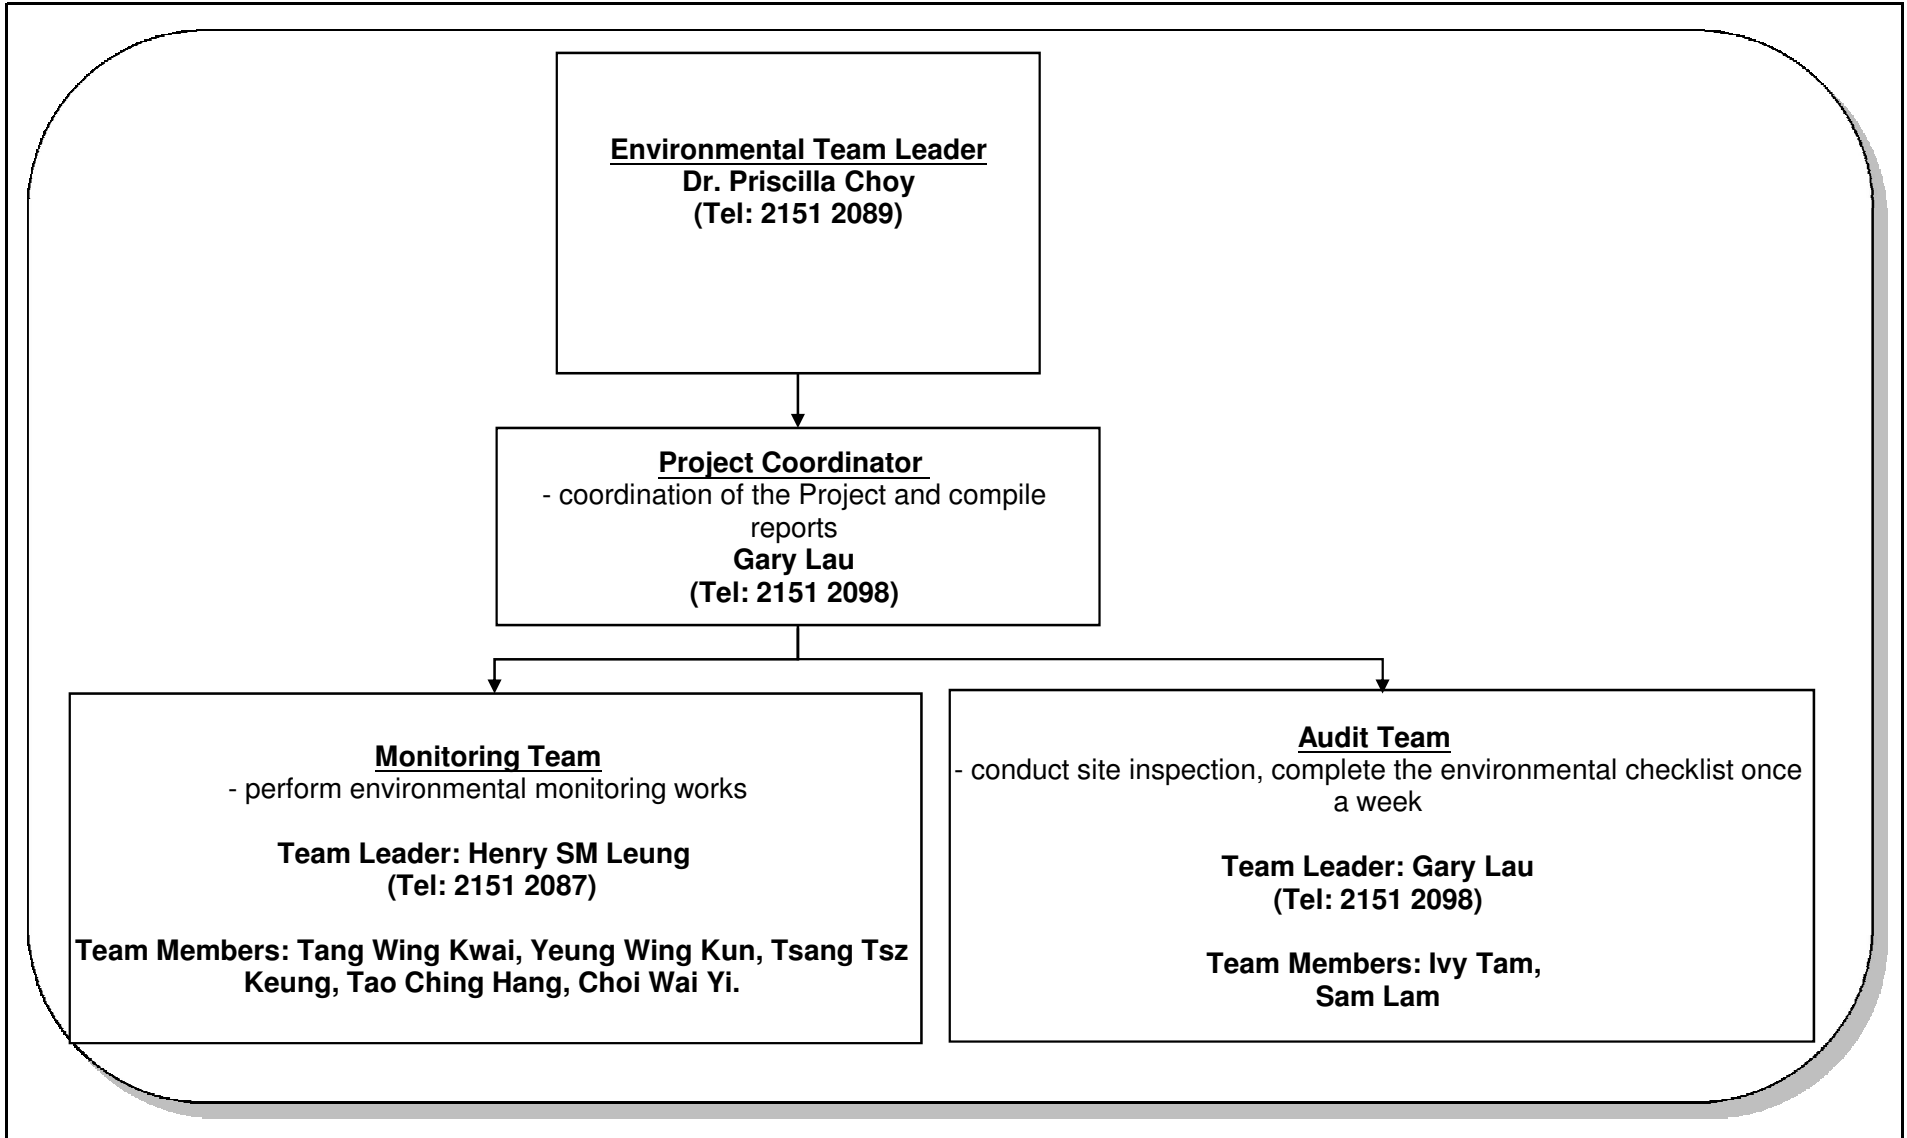 Environmental Team Leader
Dr. Priscilla Choy
(Tel: 2151 2089)
Project Coordinator
- coordination of the Project and compile
reports
Gary Lau
(Tel: 2151 2098)
Monitoring Team
- perform environmental monitoring works
Team Leader: Henry SM Leung
(Tel: 2151 2087)
Team Members: Tang Wing Kwai, Yeung Wing Kun, Tsang Tsz
Keung, Tao Ching Hang, Choi Wai Yi.
Audit Team
- conduct site inspection, complete the environmental checklist once
a week
Team Leader: Gary Lau
(Tel: 2151 2098)
Team Members: Ivy Tam,
Sam Lam